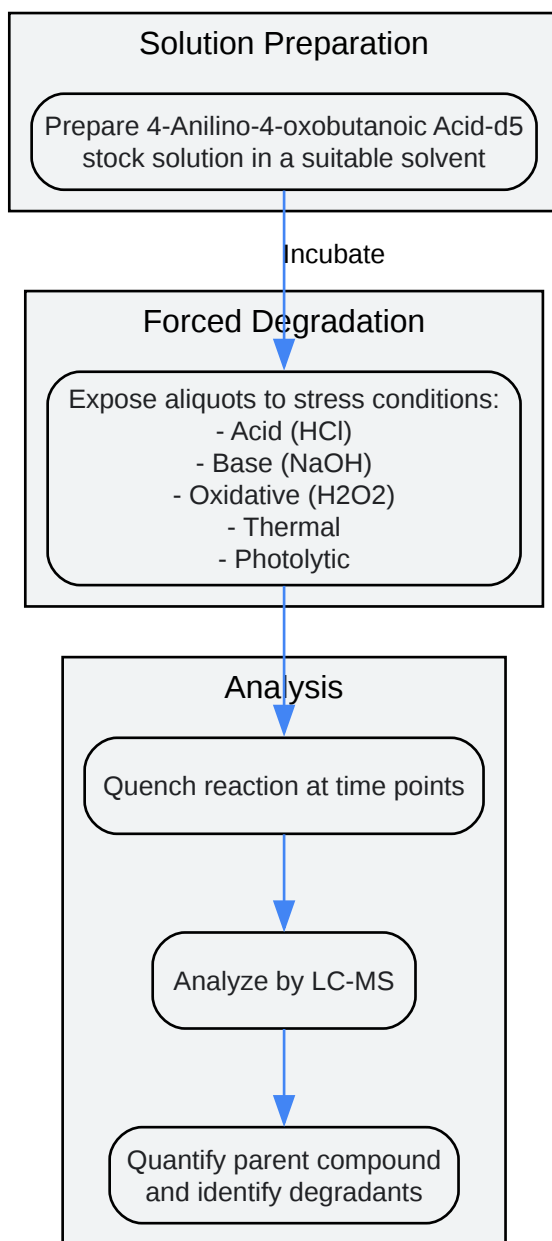 Solution Preparation
Prepare 4-Anilino-4-oxobutanoic Acid-d5
stock solution in a suitable solvent
Incubate
Forced Degradation
Expose aliquots to stress conditions:
- Acid (HCl)
- Base (NaOH)
- Oxidative (H2O2)
- Thermal
- Photolytic
Analysis
Quench reaction at time points
Analyze by LC-MS
Quantify parent compound
and identify degradants